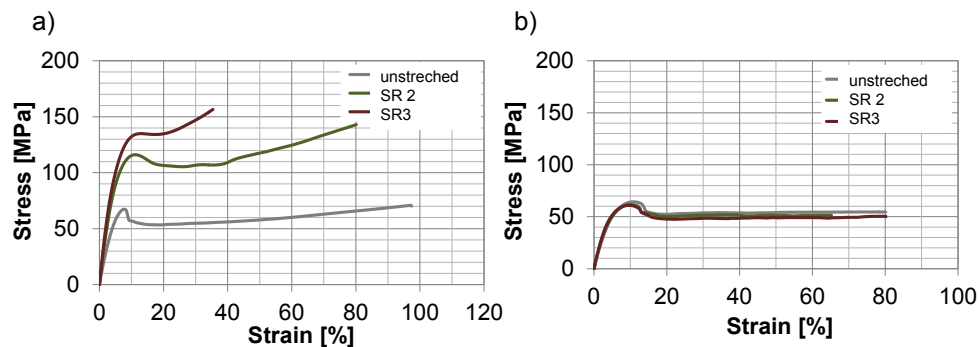 a)
200
150
100
50
0
Stress [MPa]
unstreched
SR 2
SR3
0 20 40 60 80 100 120
Strain [%]
b)
200
150
100
50
0
Stress [MPa]
unstreched
SR 2
SR3
0 20 40 60 80 100
Strain [%]